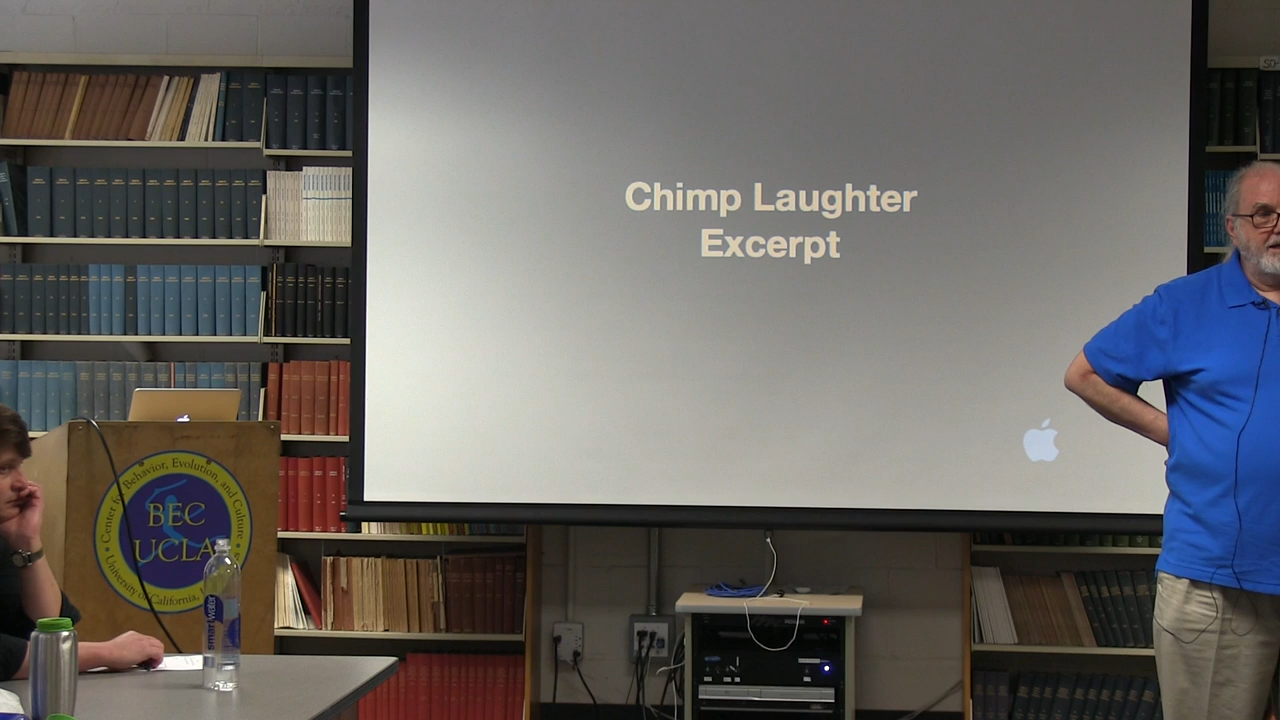 Chimp Laughter
Excerpt
Center for Behavior, Evolution, and Culture
BEC
UCLA
University of California,
smartwater